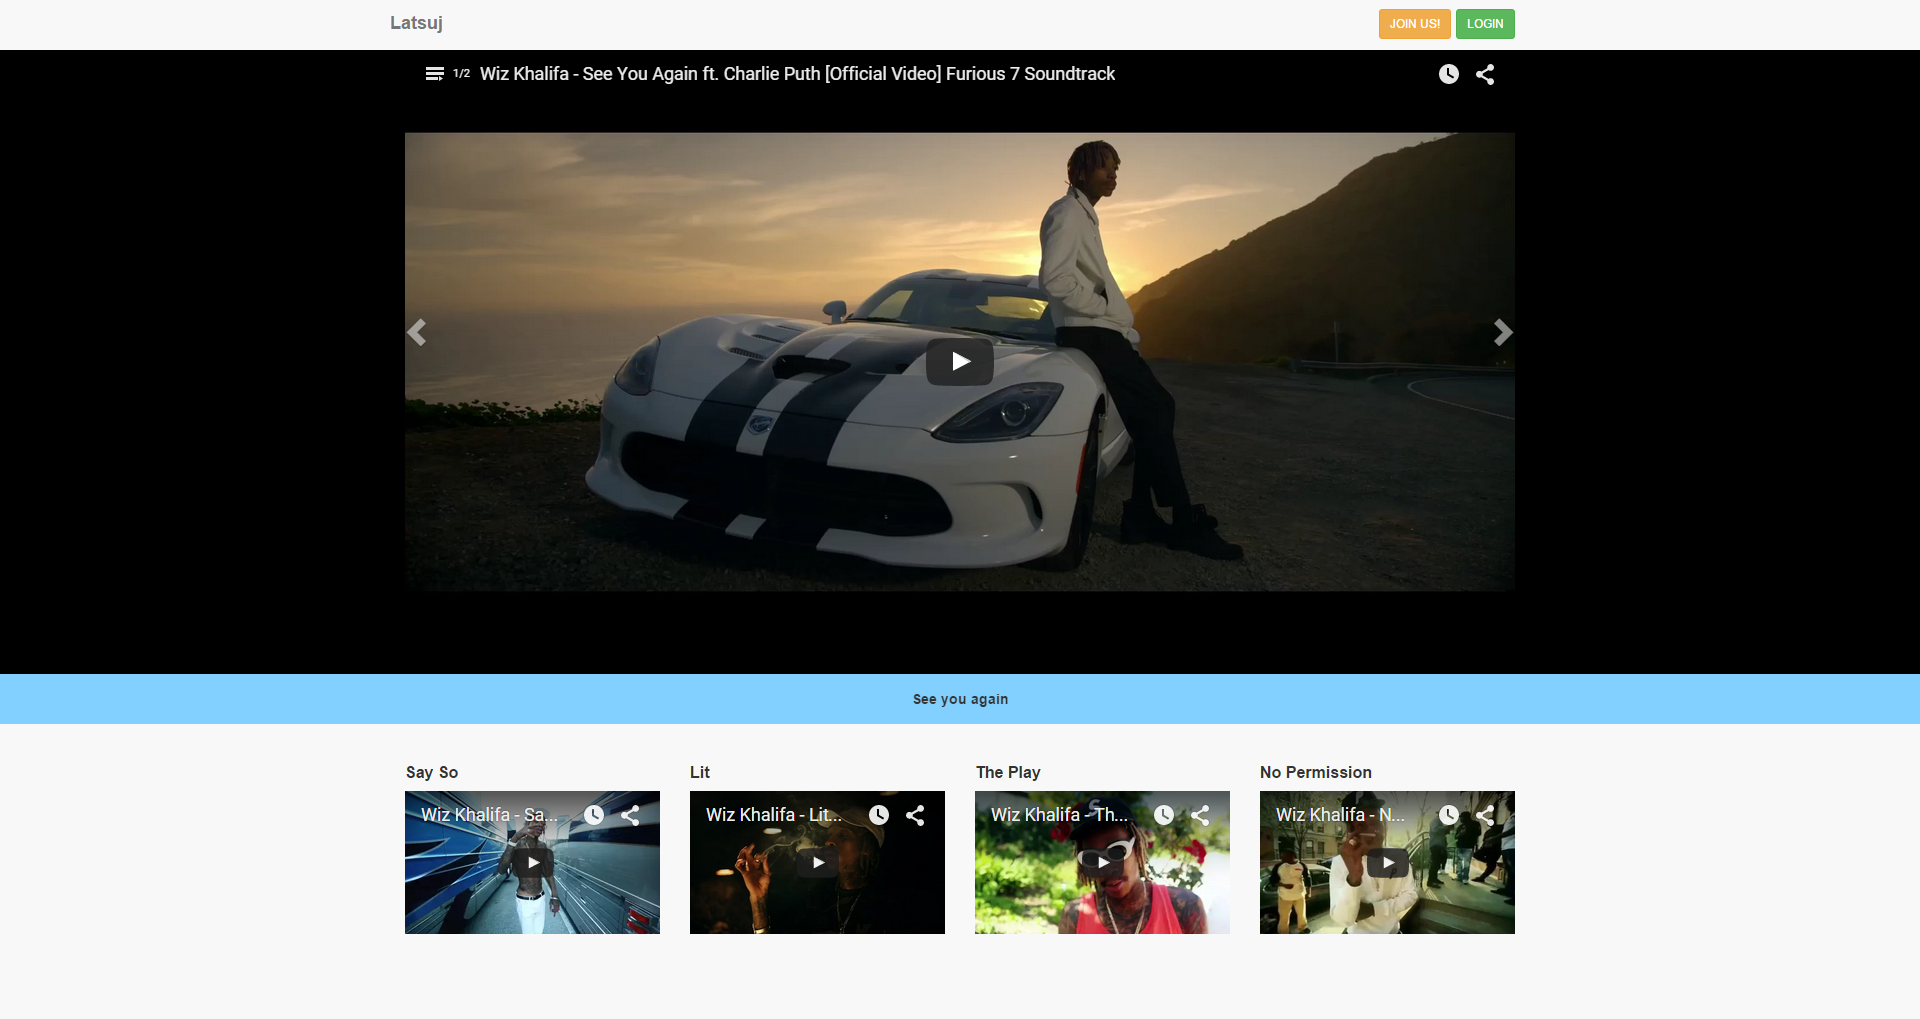 Latsuj
JOIN US!
LOGIN
1/2 Wiz Khalifa - See You Again ft. Charlie Puth [Official Video] Furious 7 Soundtrack
See you again
Say So
Lit
The Play
No Permission
Wiz Khalifa - Sa...
Wiz Khalifa - Lit...
Wiz Khalifa - Th...
Wiz Khalifa - N...